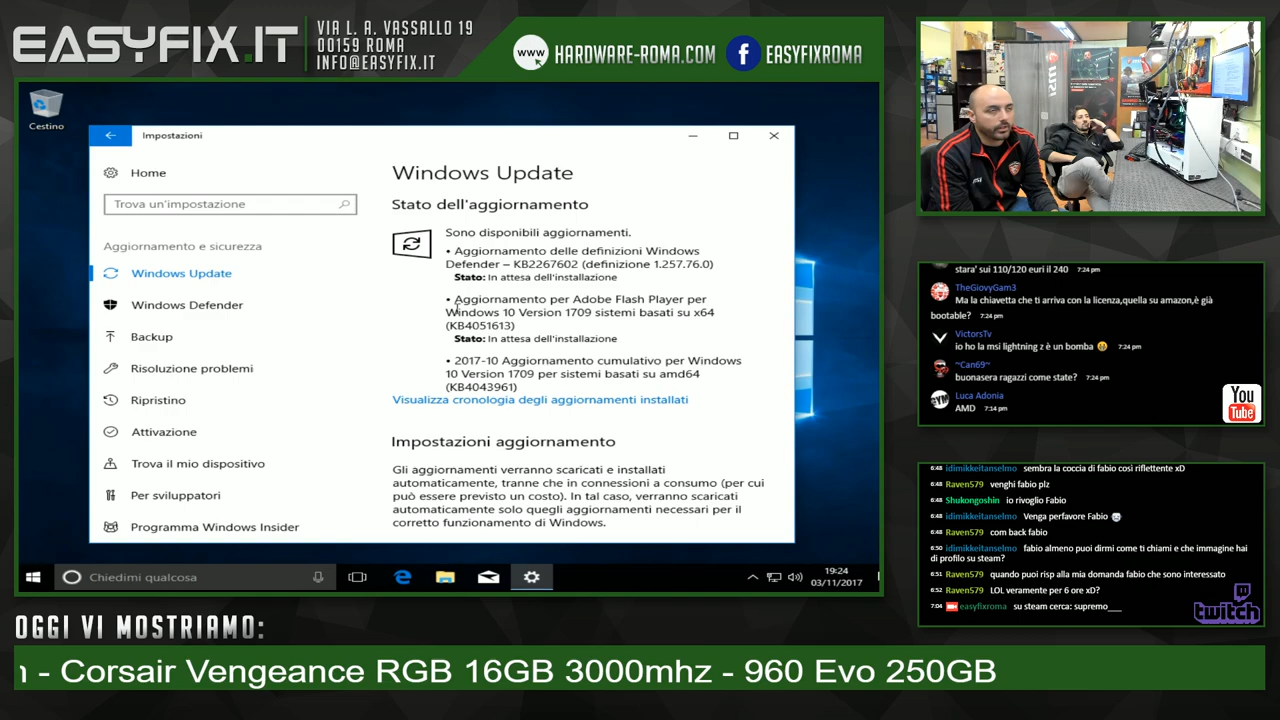 EASYFIX.IT
VIA L. A. VASSALLO 19
00159 ROMA
INFO@EASYFIX.IT
www
HARDWARE-ROMA.COM
f
EASYFIXROMA
Cestino
Impostazioni
Home
Trova un'impostazione
Aggiornamento e sicurezza
Windows Update
Windows Defender
Backup
Risoluzione problemi
Ripristino
Attivazione
Trova il mio dispositivo
Per sviluppatori
Programma Windows Insider
Windows Update
Stato dell'aggiornamento
Sono disponibili aggiornamenti.
• Aggiornamento delle definizioni Windows
Defender – KB2267602 (definizione 1.257.76.0)
Stato: In attesa dell'installazione
• Aggiornamento per Adobe Flash Player per
Windows 10 Version 1709 sistemi basati su x64
(KB4051613)
Stato: In attesa dell'installazione
• 2017-10 Aggiornamento cumulativo per Windows
10 Version 1709 per sistemi basati su amd64
(KB4043961)
Visualizza cronologia degli aggiornamenti installati
Impostazioni aggiornamento
Gli aggiornamenti verranno scaricati e installati
automaticamente, tranne che in connessioni a consumo (per cui
può essere previsto un costo). In tal caso, verranno scaricati
automaticamente solo quegli aggiornamenti necessari per il
corretto funzionamento di Windows.
Chiedimi qualcosa
19:24
03/11/2017
msi
stara' sui 110/120 euri il 240 7:24 pm
TheGiovyGam3
Ma la chiavetta che ti arriva con la licenza,quella su amazon,è già
bootable? 7:24 pm
VictorsTv
io ho la msi lightning z è un bomba 7:24 pm
~Can69~
buonasera ragazzi come state? 7:24 pm
Luca Adonia
AMD 7:14 pm
You
Tube
6:48 idimikkeitanselmo sembra la coccia di fabio così riflettente xD
6:48 Raven579 venghi fabio plz
6:48 Shukongoshin io rivoglio Fabio
6:48 idimikkeitanselmo Venga perfavore Fabio
6:48 Raven579 com back fabio
6:50 idimikkeitanselmo fabio almeno puoi dirmi come ti chiami e che immagine hai
di profilo su steam?
6:51 Raven579 quando puoi risp alla mia domanda fabio che sono interessato
6:52 Raven579 LOL veramente per 6 ore xD?
7:04 easyfixroma su steam cerca: supremo___
twitch
OGGI VI MOSTRIAMO:
- Corsair Vengeance RGB 16GB 3000mhz - 960 Evo 250GB